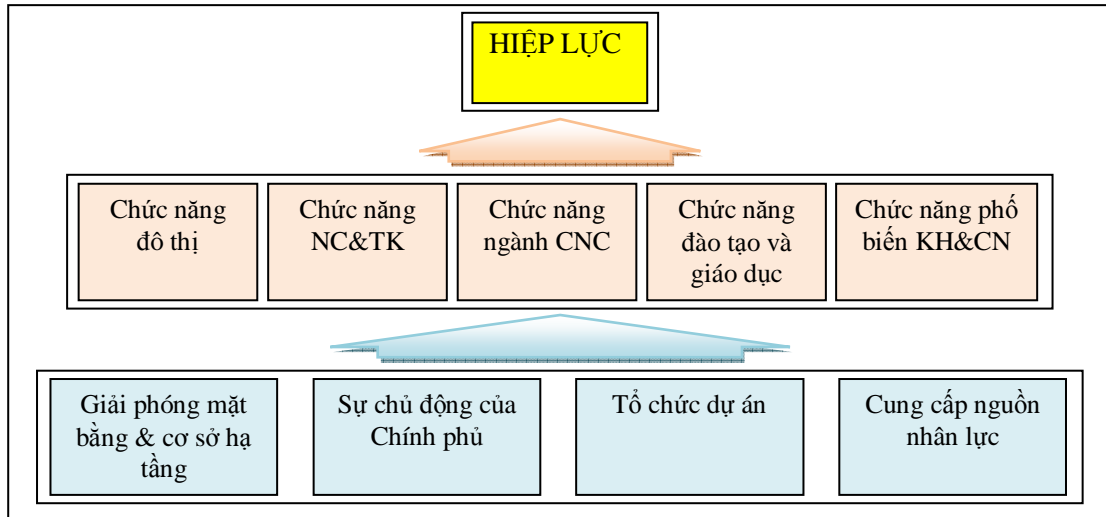 HIỆP LỰC
Chức năng
đô thị
Chức năng
NC&TK
Chức năng
ngành CNC
Chức năng
đào tạo và
giáo dục
Chức năng phổ
biến KH&CN
Giải phóng mặt
bằng & cơ sở hạ
tầng
Sự chủ động của
Chính phủ
Tổ chức dự án
Cung cấp nguồn
nhân lực